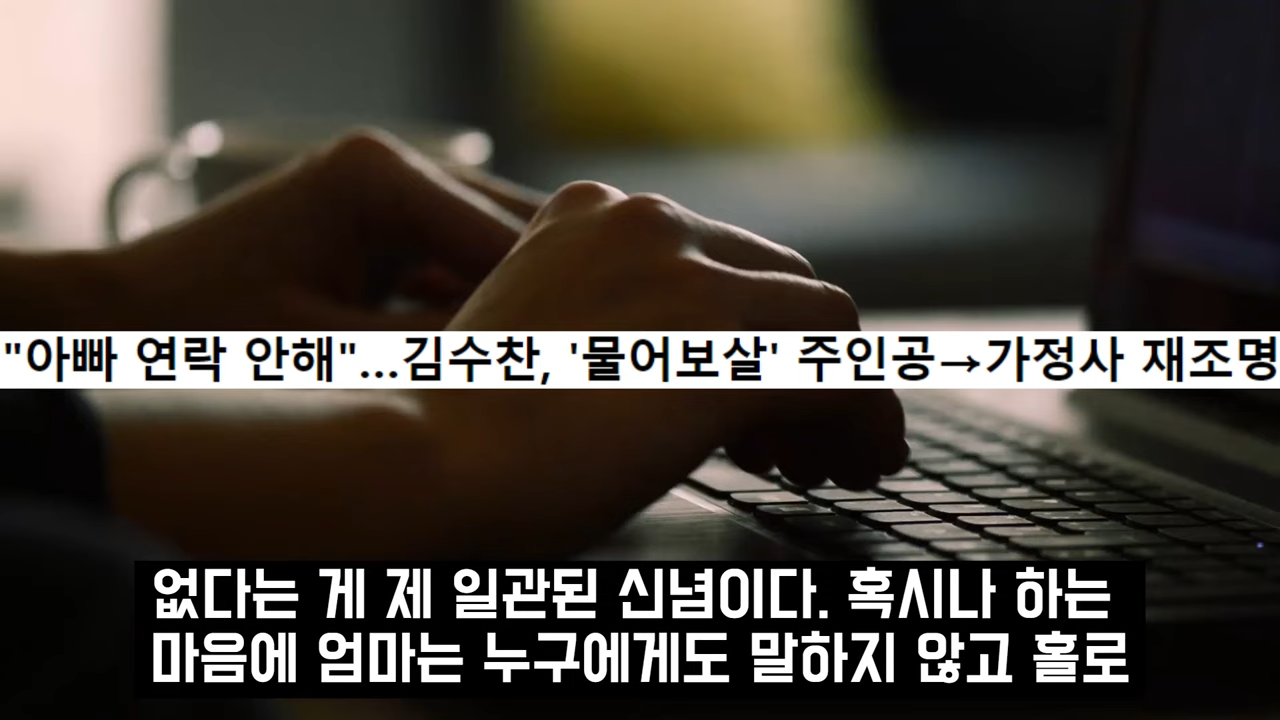 "아빠 연락 안해"...김수찬, '물어보살' 주인공→가정사 재조명
없다는 게 제 일관된 신념이다. 혹시나 하는
마음에 엄마는 누구에게도 말하지 않고 홀로